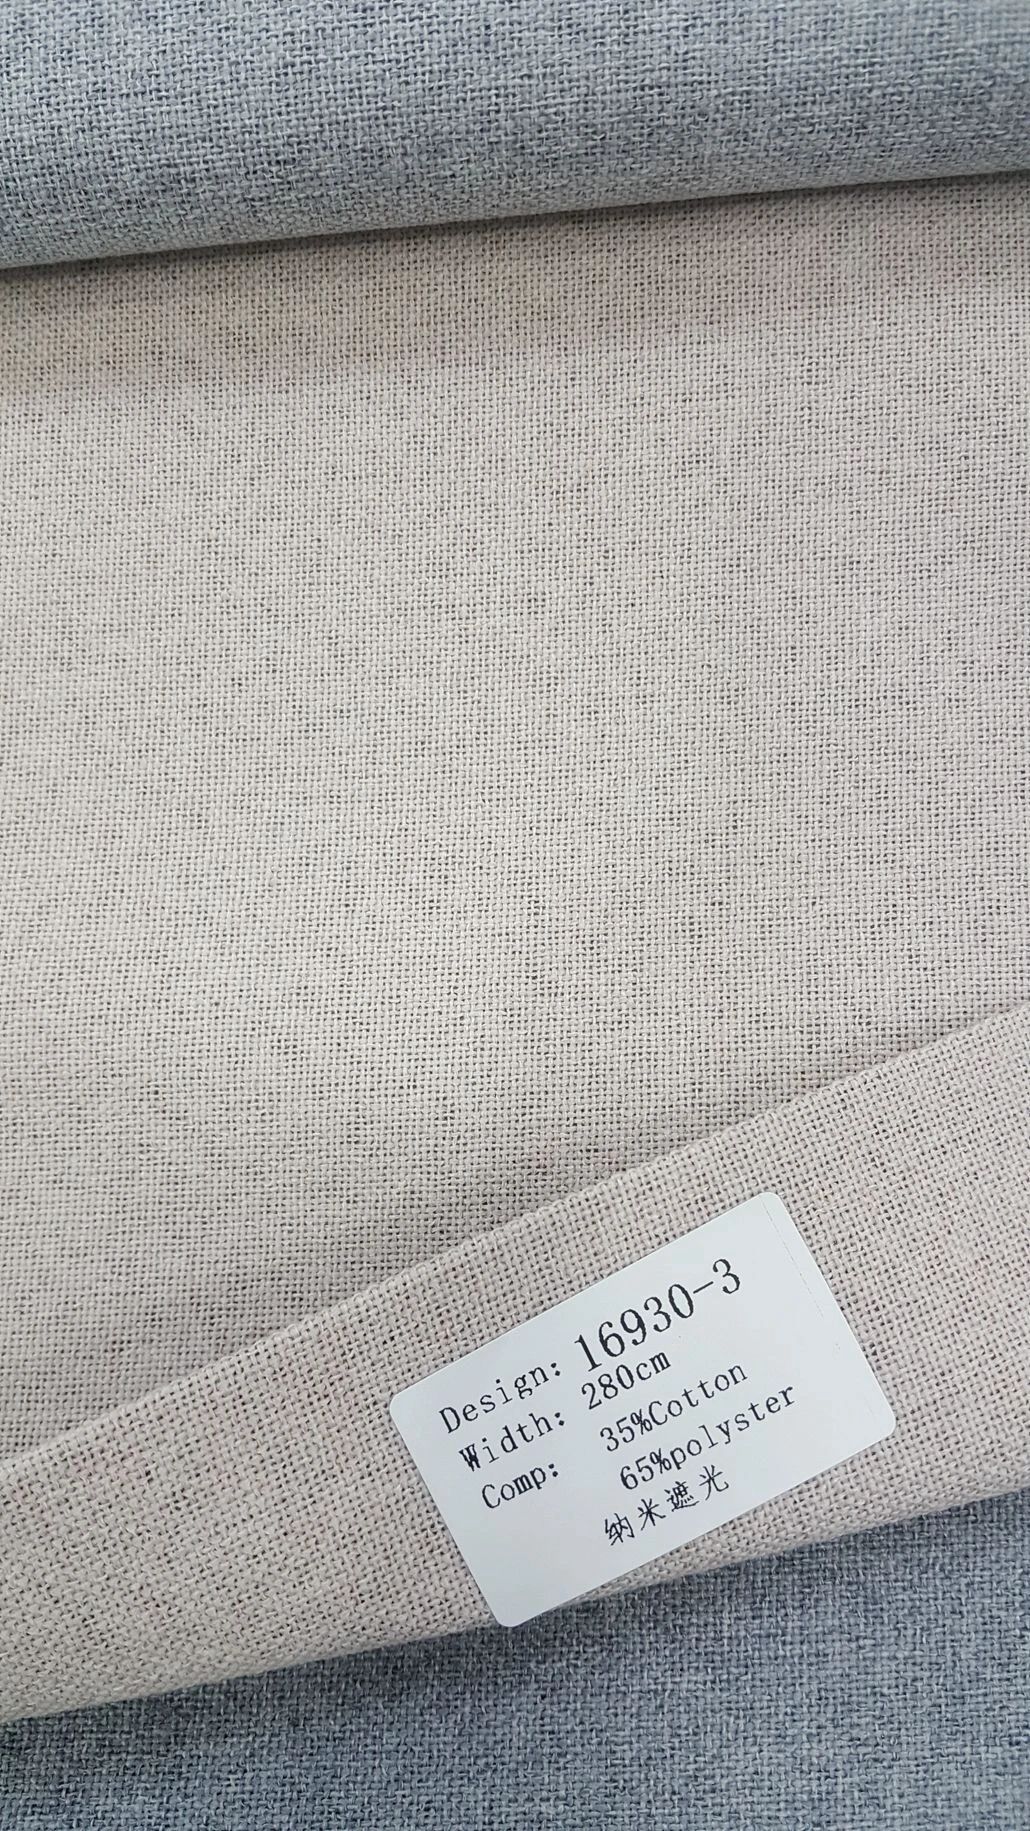 Design: 16930-3
Width: 280cm
Comp: 35%Cotton
65%polyster
纳米遮光